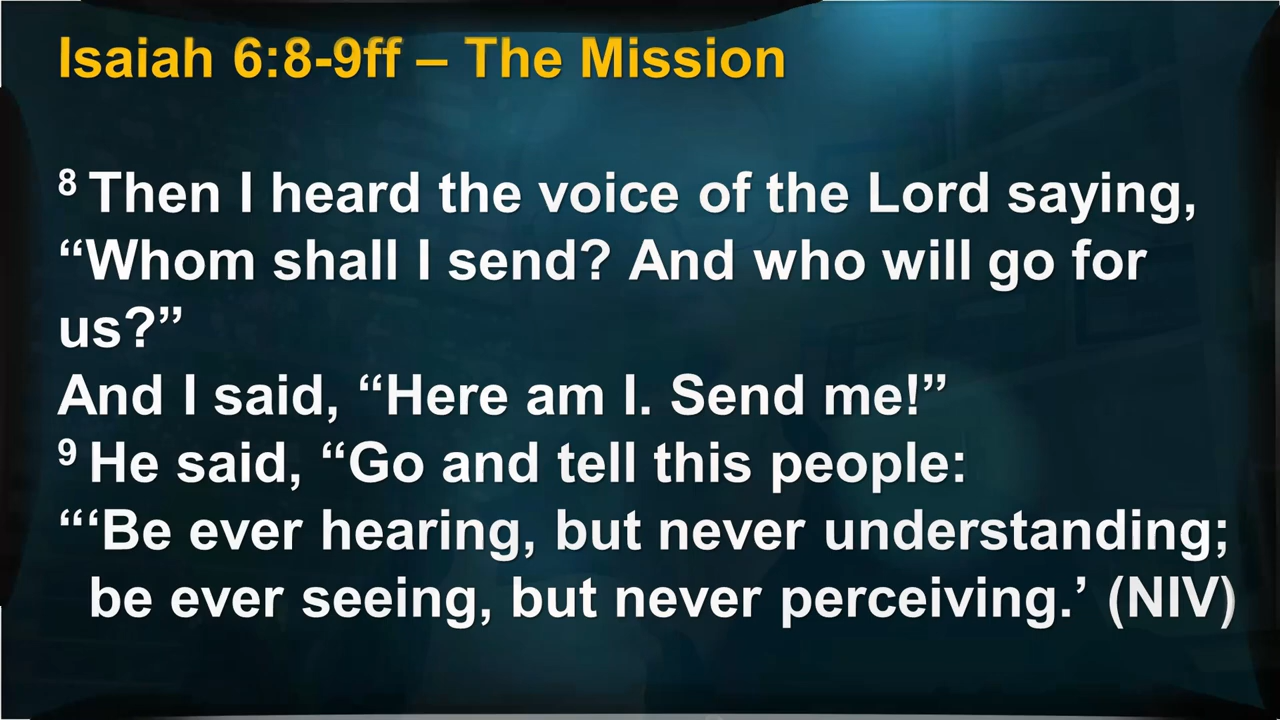 Isaiah 6:8-9ff – The Mission
⁸ Then I heard the voice of the Lord saying,
“Whom shall I send? And who will go for
us?”
And I said, “Here am I. Send me!”
⁹ He said, “Go and tell this people:
“‘Be ever hearing, but never understanding;
be ever seeing, but never perceiving.’ (NIV)